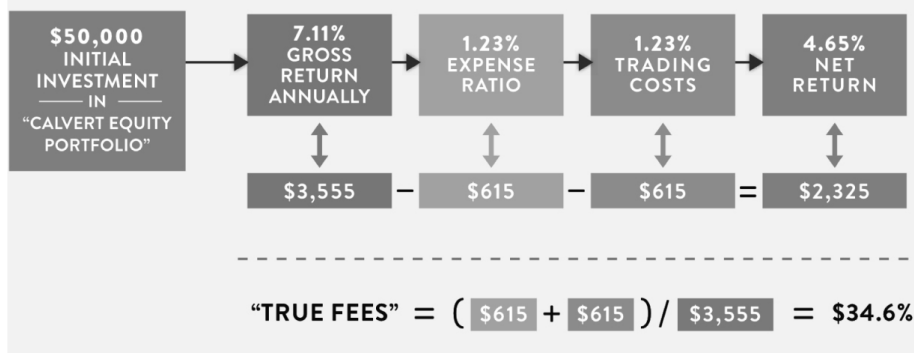 $50,000
INITIAL
INVESTMENT
IN
“CALVERT EQUITY
PORTFOLIO”
7.11%
GROSS
RETURN
ANNUALLY
1.23%
EXPENSE
RATIO
1.23%
TRADING
COSTS
4.65%
NET
RETURN
$3,555 – $615 – $615 = $2,325
“TRUE FEES” = ( $615 + $615 ) / $3,555 = $34.6%